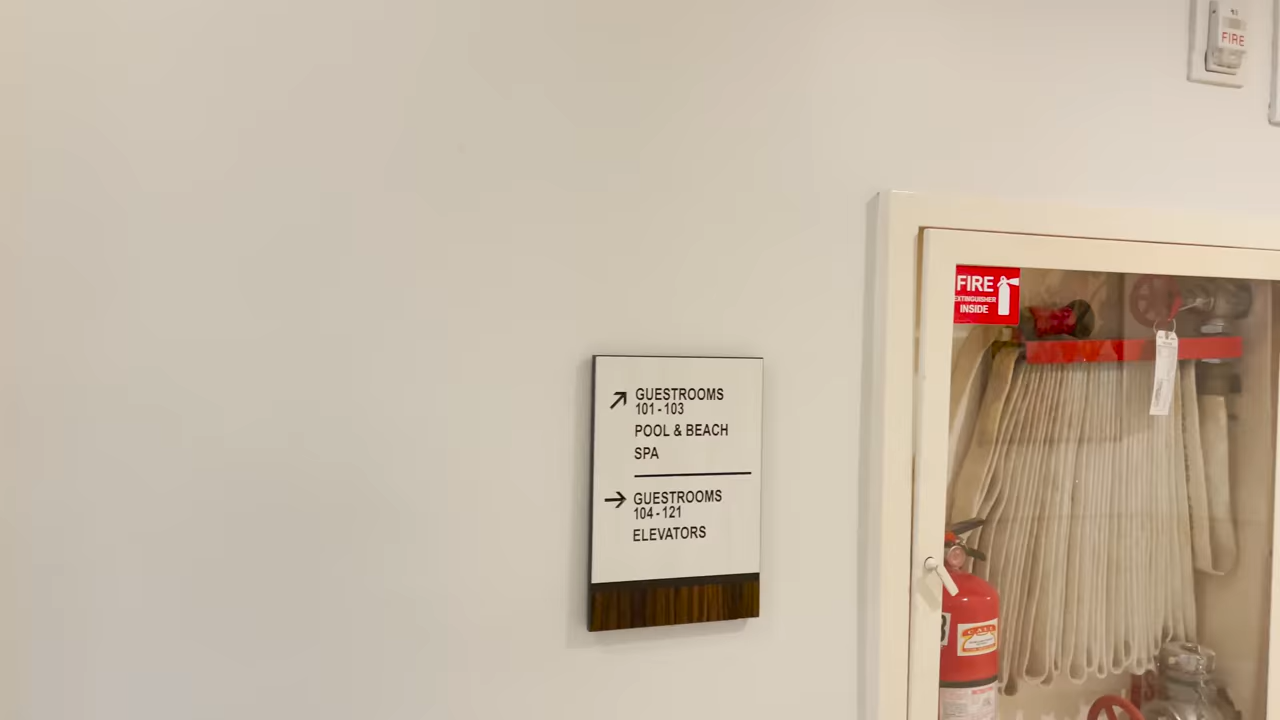 FIRE
FIRE
EXTINGUISHER
INSIDE
GUESTROOMS
101 - 103
POOL & BEACH
SPA
GUESTROOMS
104 - 121
ELEVATORS